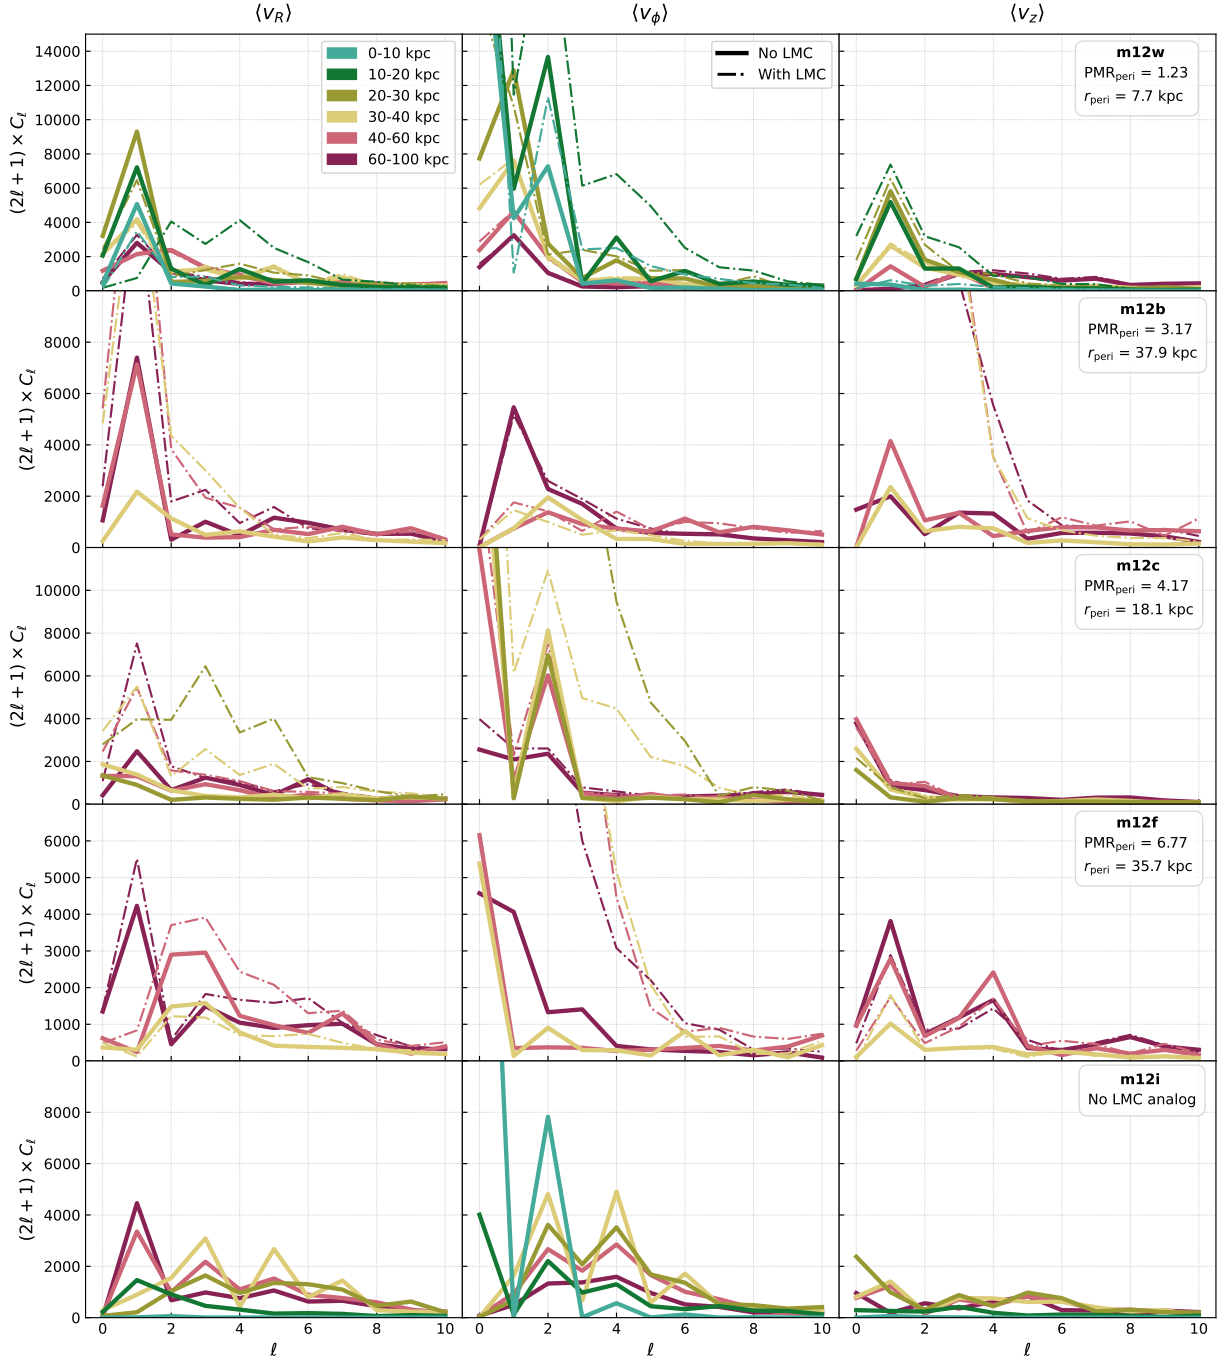 ⟨v_R⟩ ⟨v_ϕ⟩ ⟨v_z⟩
14000
12000
10000
8000
6000
4000
2000
0
(2ℓ + 1) × C_ℓ
0-10 kpc
10-20 kpc
20-30 kpc
30-40 kpc
40-60 kpc
60-100 kpc
No LMC
With LMC
m12w
PMR_peri = 1.23
r_peri = 7.7 kpc
8000
6000
4000
2000
0
(2ℓ + 1) × C_ℓ
m12b
PMR_peri = 3.17
r_peri = 37.9 kpc
10000
8000
6000
4000
2000
0
(2ℓ + 1) × C_ℓ
m12c
PMR_peri = 4.17
r_peri = 18.1 kpc
6000
5000
4000
3000
2000
1000
0
(2ℓ + 1) × C_ℓ
m12f
PMR_peri = 6.77
r_peri = 35.7 kpc
8000
6000
4000
2000
0
(2ℓ + 1) × C_ℓ
m12i
No LMC analog
0 2 4 6 8 10 0 2 4 6 8 10 0 2 4 6 8 10
ℓ ℓ ℓ